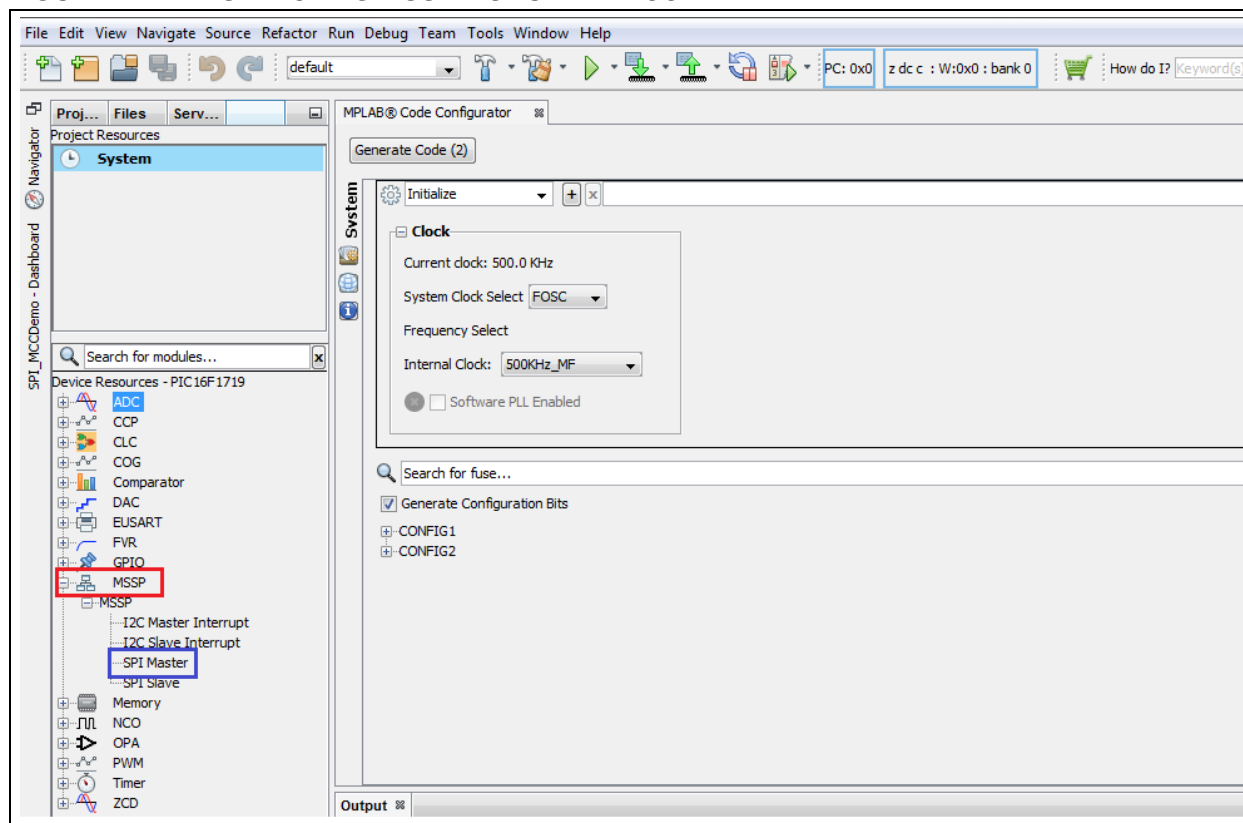 File Edit View Navigate Source Refactor Run Debug Team Tools Window Help
default
PC: 0x0
z dc c : W:0x0 : bank 0
How do I?
Keyword(s)
Proj...
Files
Serv...
Project Resources
System
Search for modules...
x
Device Resources - PIC16F1719
ADC
CCP
CLC
COG
Comparator
DAC
EUSART
FVR
GPIO
MSSP
MSSP
I2C Master Interrupt
I2C Slave Interrupt
SPI Master
SPI Slave
Memory
NCO
OPA
PWM
Timer
ZCD
Navigator
SPI_MCCDemo - Dashboard
MPLAB® Code Configurator
Generate Code (2)
System
Initialize
+
x
Clock
Current clock: 500.0 KHz
System Clock Select FOSC
Frequency Select
Internal Clock: 500KHz_MF
Software PLL Enabled
Search for fuse...
Generate Configuration Bits
CONFIG1
CONFIG2
Output